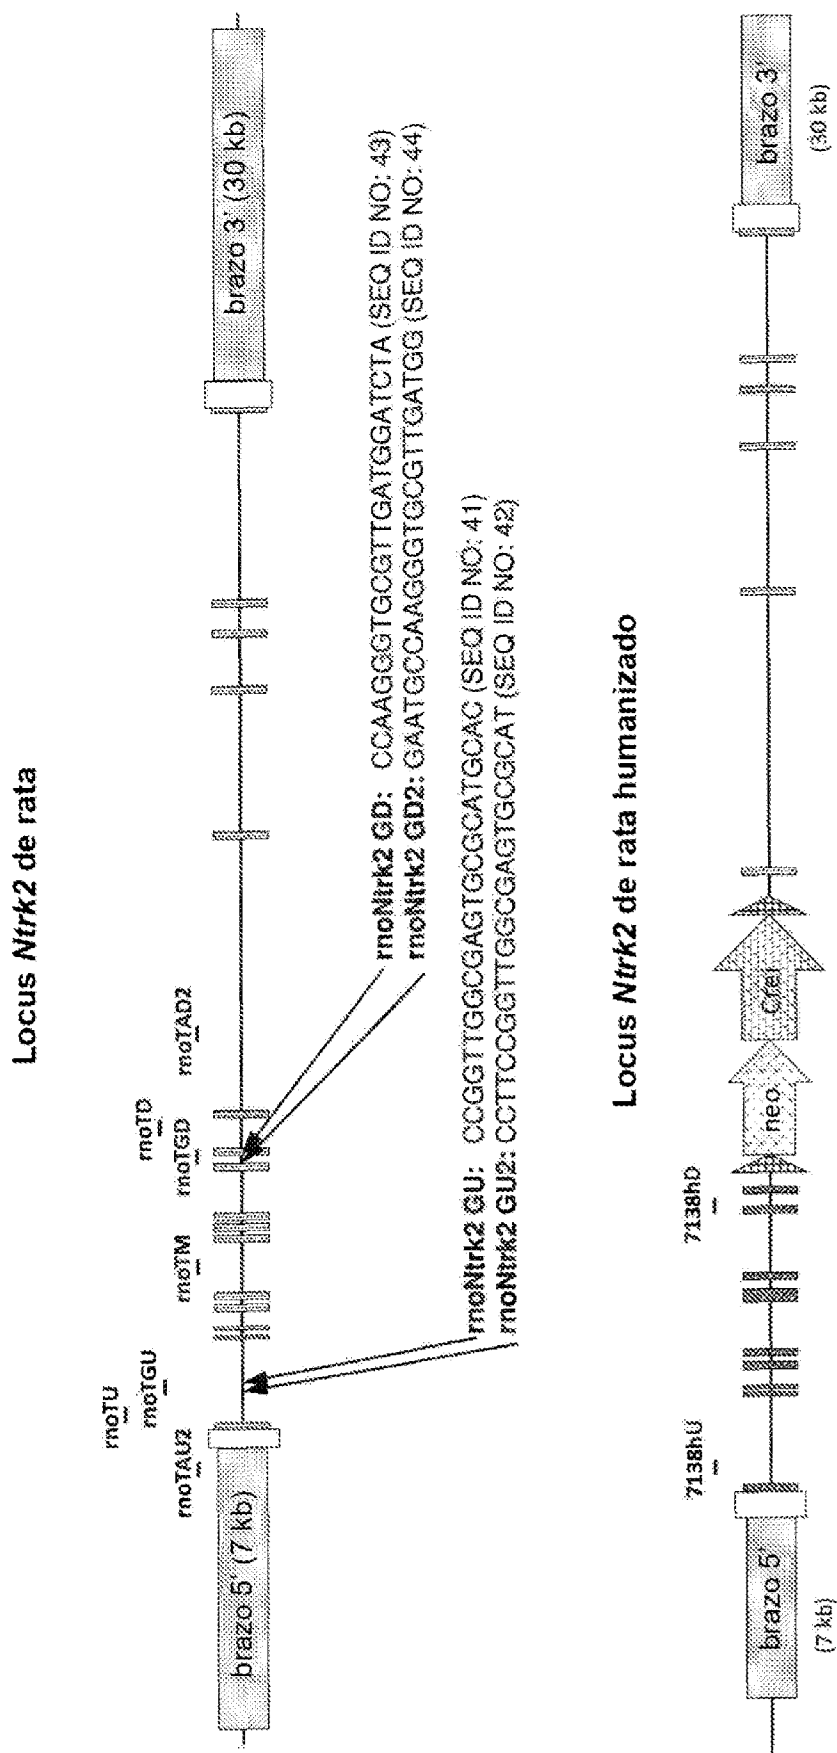 Locus Ntrk2 de rata
rnoTU
rnoTGU
rnoTAU2
rnoTM
rnoTD
rnoTGD
rnoTAD2
brazo 5' (7 kb)
brazo 3' (30 kb)
rnoNtrk2 GD: CCAAGGGTGCGTTGATGGATCTA (SEQ ID NO: 43)
rnoNtrk2 GD2: GAATGCCAAGGGTGCGTTGATGG (SEQ ID NO: 44)
rnoNtrk2 GU: CCGGTTGGCGAGTGCGCATGCAC (SEQ ID NO: 41)
rnoNtrk2 GU2: CCTTCCGGTTGGCGAGTGCGCAT (SEQ ID NO: 42)
Locus Ntrk2 de rata humanizado
7138hU
7138hD
brazo 5'
(7 kb)
neo
CreI
brazo 3'
(30 kb)